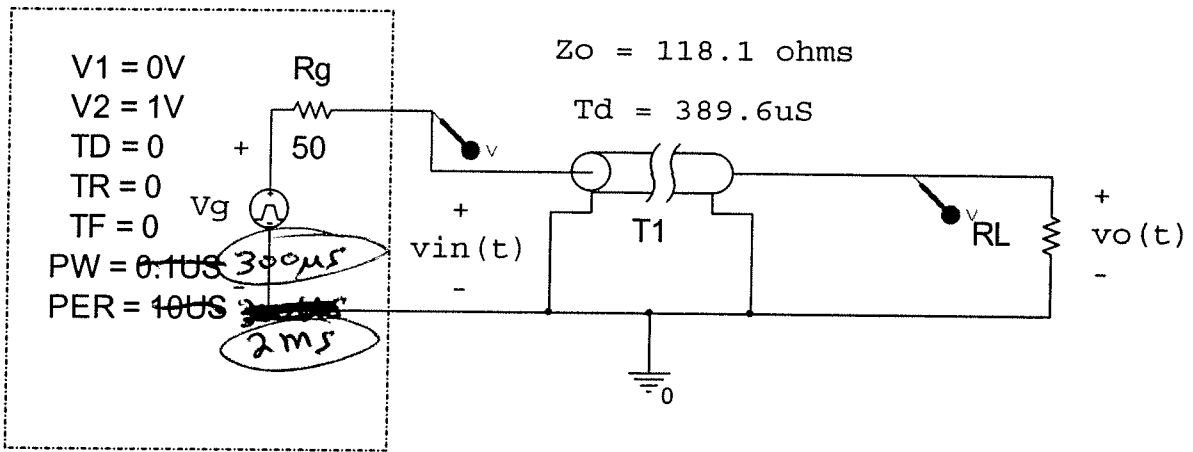 V1 = 0V
V2 = 1V
TD = 0
TR = 0
TF = 0
PW = 0.1US 300µs
PER = 10US
2ms
Rg
50
+
Vg
-
Zo = 118.1 ohms
Td = 389.6uS
V
+
vin(t)
-
T1
V
RL
+
vo(t)
-
0